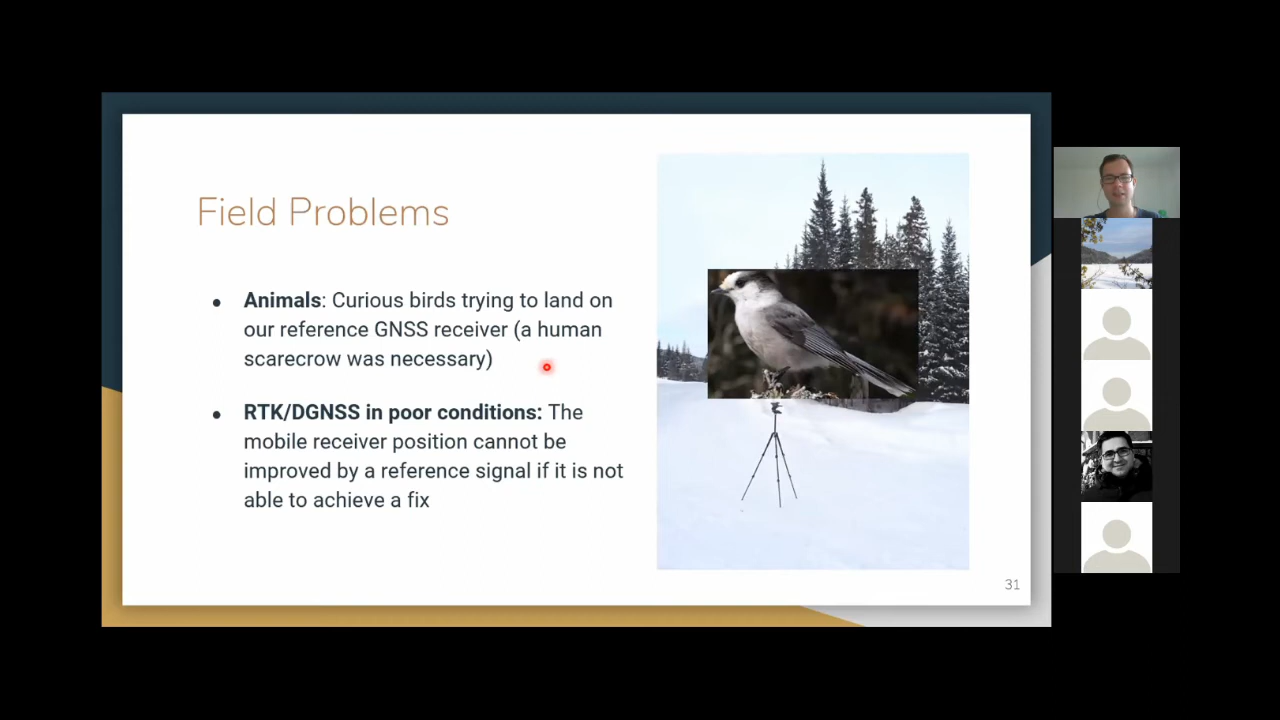 Field Problems
● Animals: Curious birds trying to land on
our reference GNSS receiver (a human
scarecrow was necessary)
● RTK/DGNSS in poor conditions: The
mobile receiver position cannot be
improved by a reference signal if it is not
able to achieve a fix
31